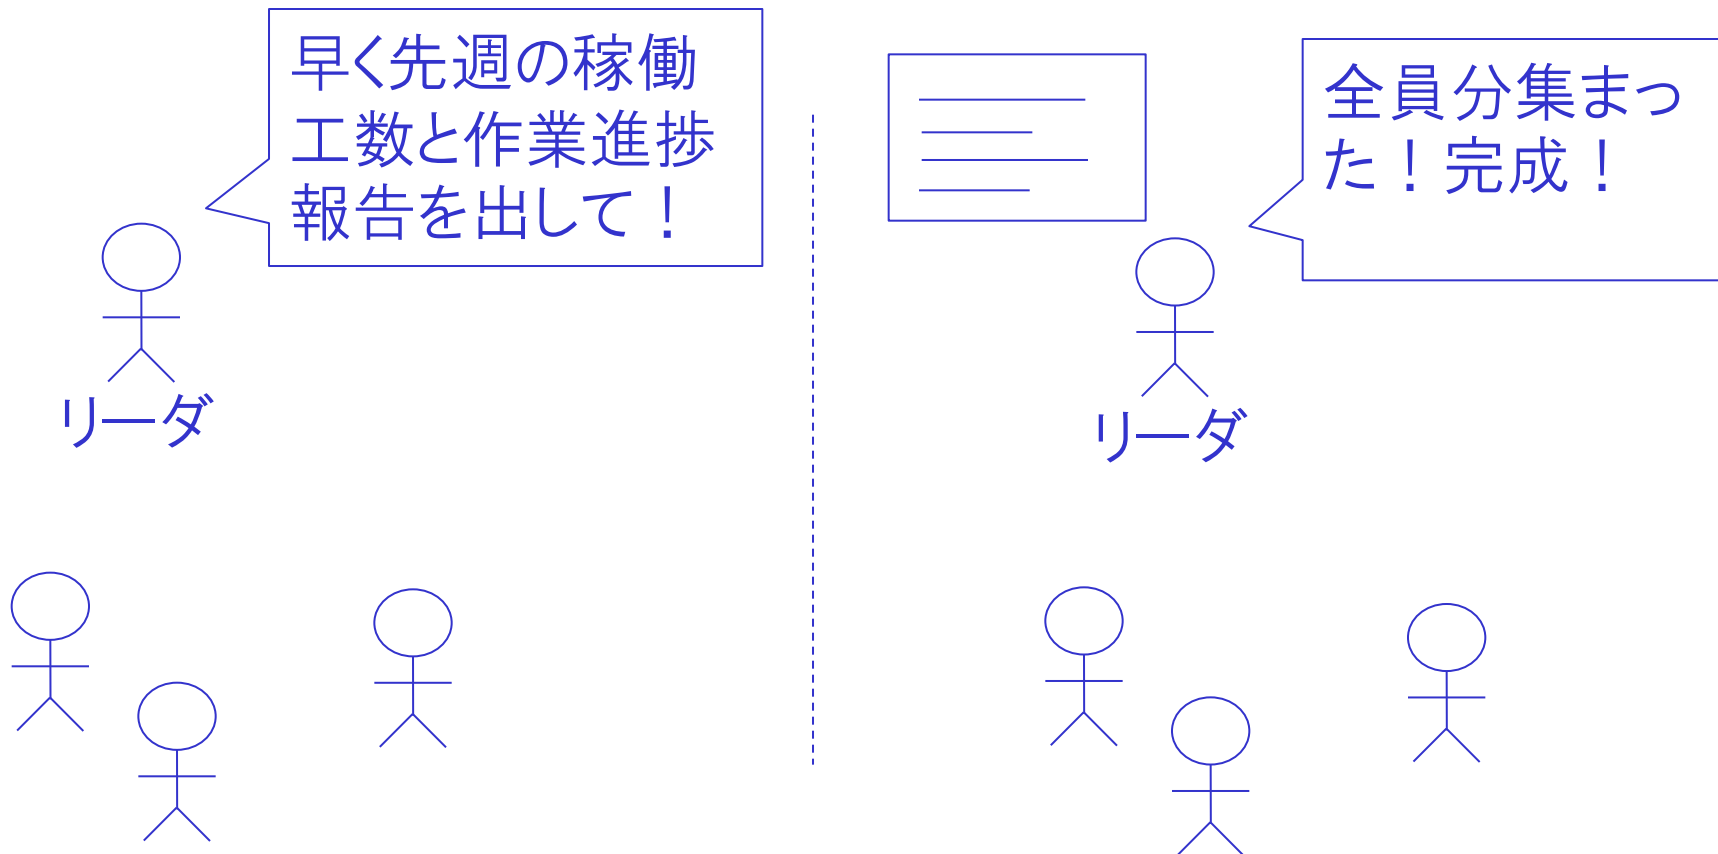 早く先週の稼働
工数と作業進捗
報告を出して！
リーダ
全員分集まっ
た！完成！
リーダ